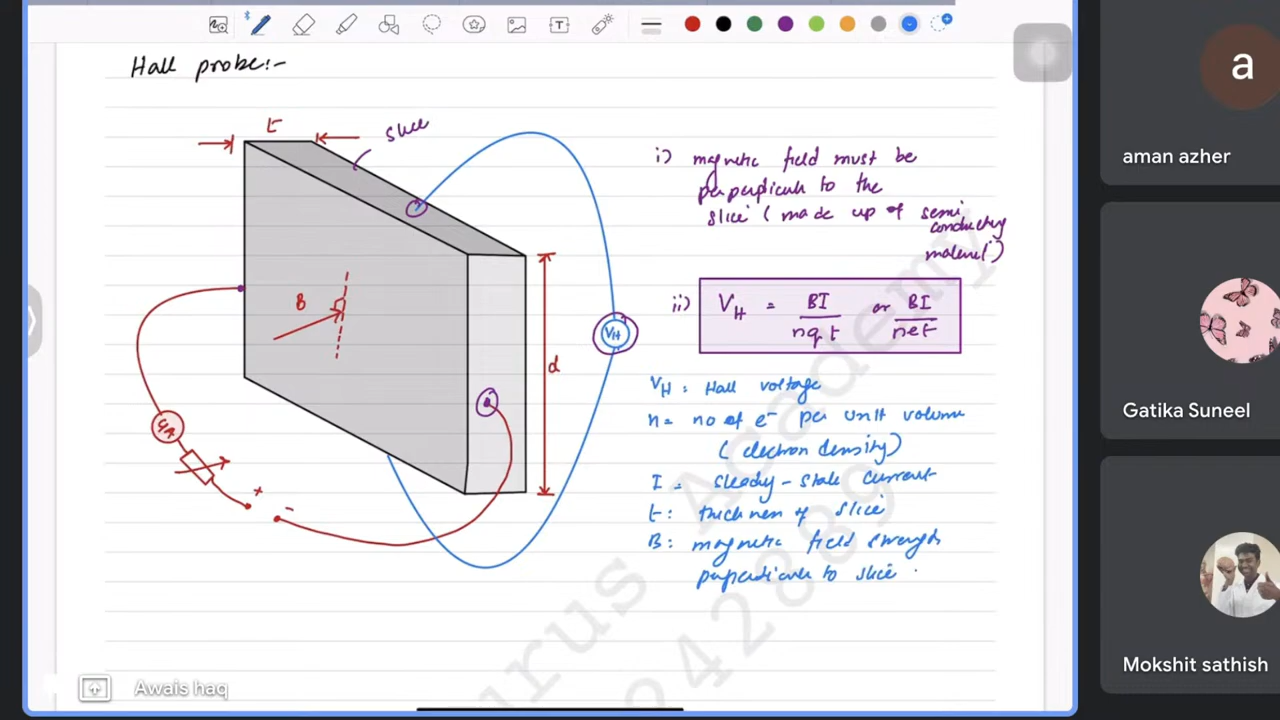 Hall probe:-
t
slice
i) magnetic field must be
perpendicular to the
slice (made up of semi
conducting
material)
B
d
VH
ii) VH = BI/nqt or BI/net
VH : Hall voltage
n = no of e- per unit volume
(electron density)
I = steady-state current
t : thickness of slice
B : magnetic field strength
perpendicular to slice.
+
-
Academy
Awais haq
a
aman azher
Gatika Suneel
Mokshit sathish